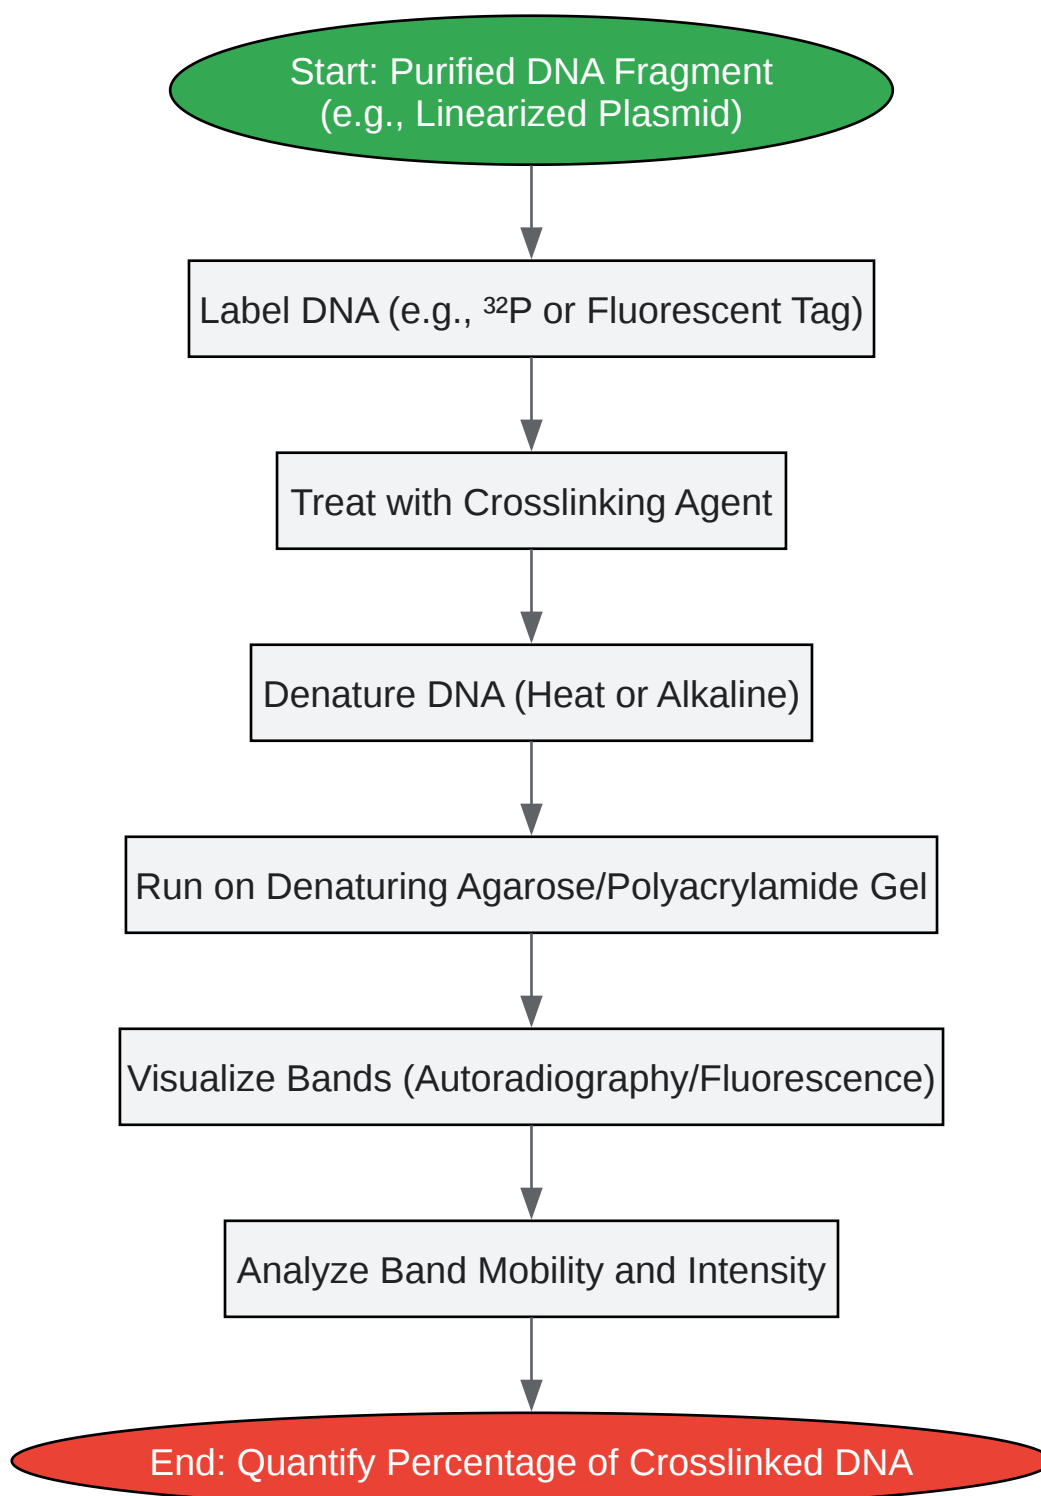 Start: Purified DNA Fragment
(e.g., Linearized Plasmid)
Label DNA (e.g., ³²P or Fluorescent Tag)
Treat with Crosslinking Agent
Denature DNA (Heat or Alkaline)
Run on Denaturing Agarose/Polyacrylamide Gel
Visualize Bands (Autoradiography/Fluorescence)
Analyze Band Mobility and Intensity
End: Quantify Percentage of Crosslinked DNA